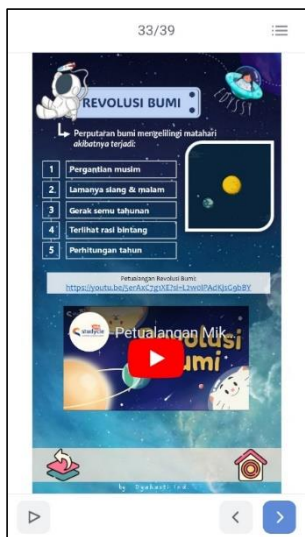 33/39
REVOLUSI BUMI
Perputaran bumi mengelilingi matahari
akibatnya terjadi:
1 Pergantian musim
2. Lamanya siang & malam
3 Gerak semu tahunan
4 Terlihat rasi bintang
5 Perhitungan tahun
Petualangan Revolusi Bumi:
Petualangan Mik...
Revolusi
Bumi